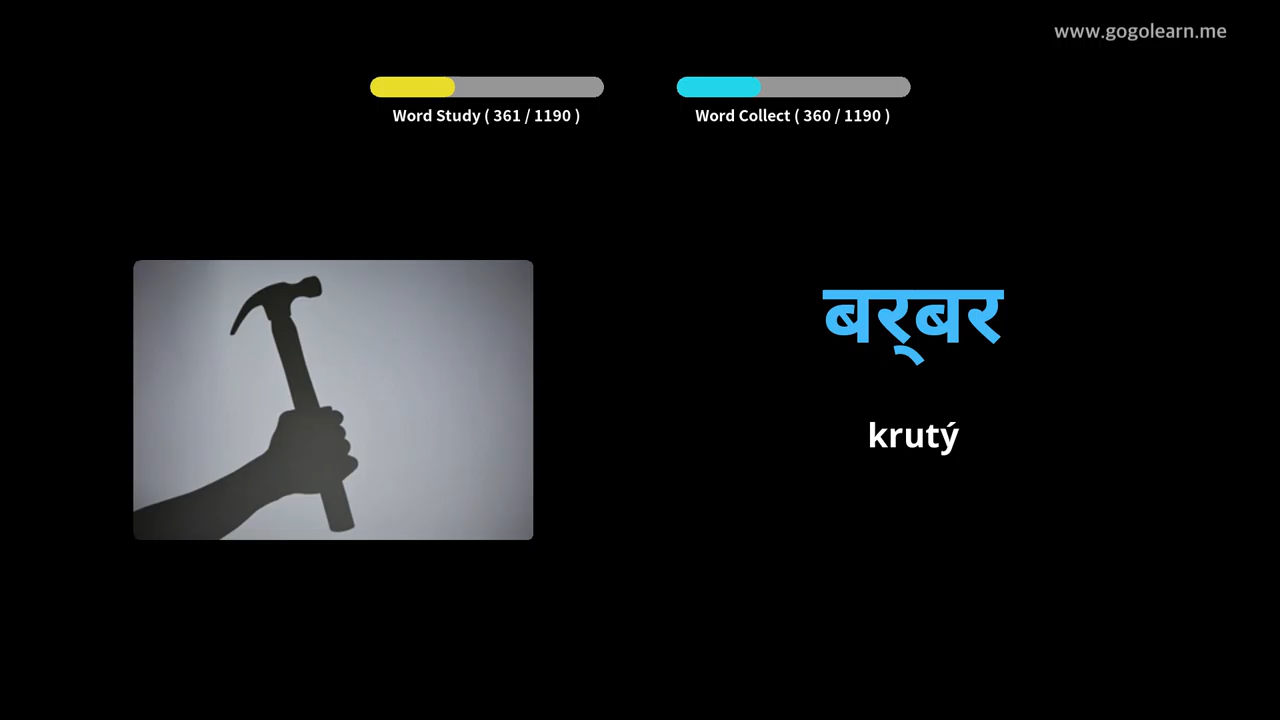 www.gogolearn.me
Word Study ( 361 / 1190 )
Word Collect ( 360 / 1190 )
बर्‌बर
krutý